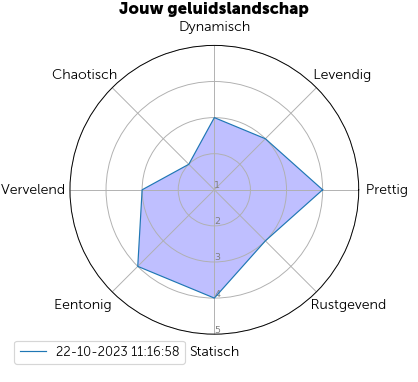 Jouw geluidslandschap
Dynamisch
Chaotisch
Levendig
Vervelend
Prettig
1
2
3
4
5
Eentonig
Rustgevend
22-10-2023 11:16:58
Statisch